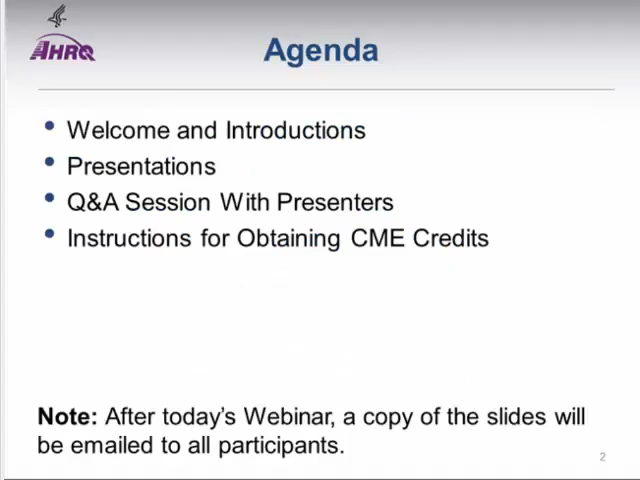 AHRQ
Agenda
• Welcome and Introductions
• Presentations
• Q&A Session With Presenters
• Instructions for Obtaining CME Credits
Note: After today's Webinar, a copy of the slides will
be emailed to all participants.
2